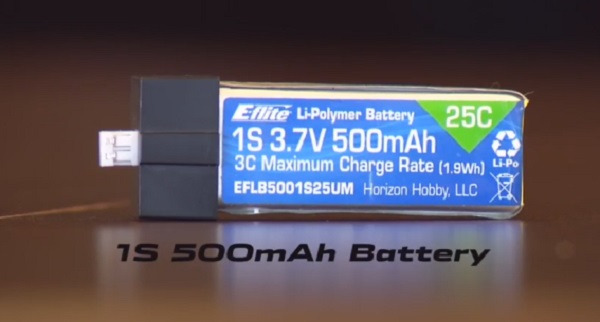 E-flite Li-Polymer Battery 25C
1S 3.7V 500mAh
3C Maximum Charge Rate (1.9Wh)
Li-Po
EFLB5001S25UM Horizon Hobby, LLC
1S 500mAh Battery